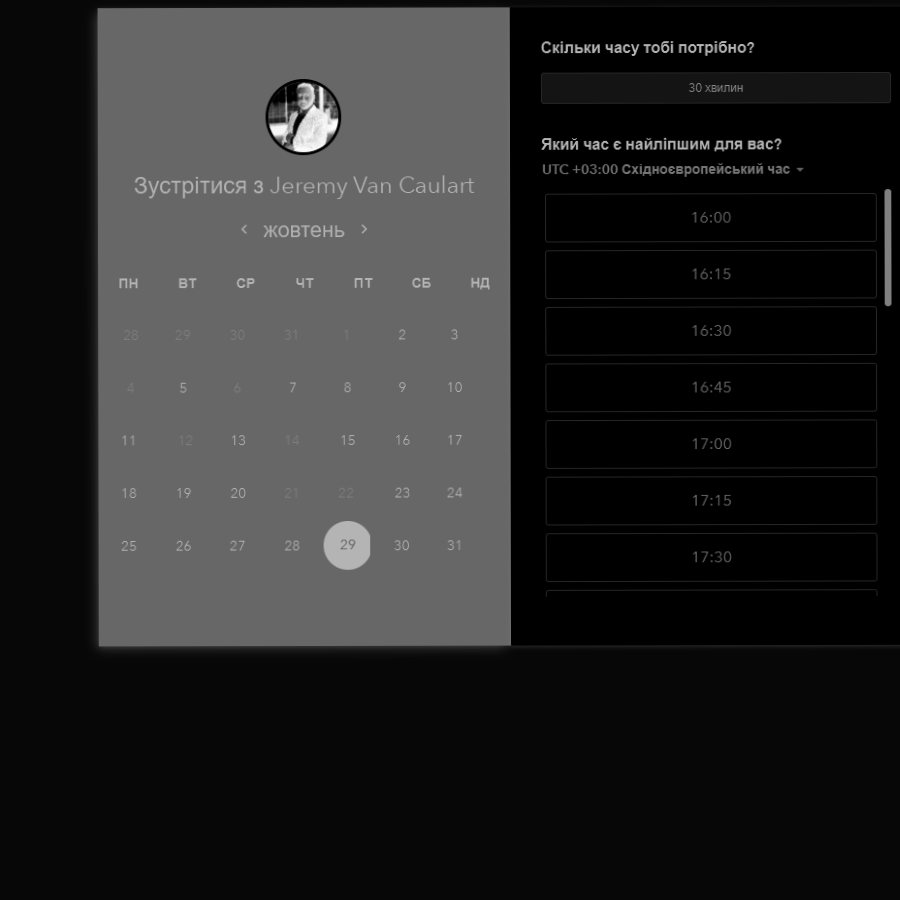 Зустрітися з Jeremy Van Caulart
жовтень
ПН ВТ СР ЧТ ПТ СБ НД
28 29 30 31 1 2 3
4 5 6 7 8 9 10
11 12 13 14 15 16 17
18 19 20 21 22 23 24
25 26 27 28 29 30 31
Скільки часу тобі потрібно?
30 хвилин
Який час є найліпшим для вас?
UTC +03:00 Східноєвропейський час
16:00
16:15
16:30
16:45
17:00
17:15
17:30